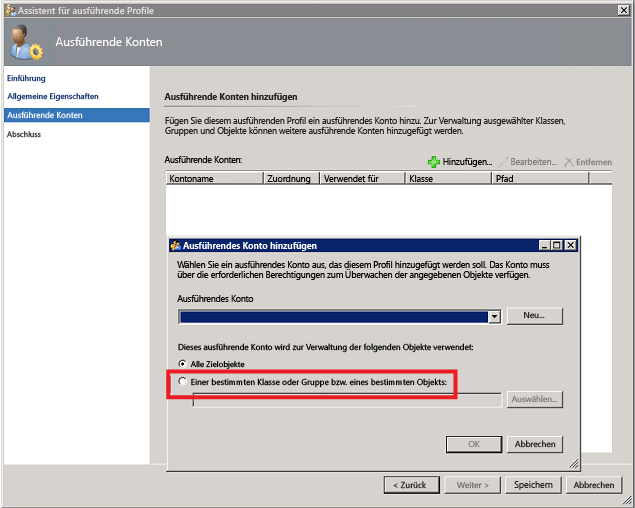 Assistent für ausführende Profile
Ausführende Konten
Einführung
Allgemeine Eigenschaften
Ausführende Konten
Abschluss
Ausführende Konten hinzufügen
Fügen Sie diesem ausführenden Profil ein ausführendes Konto hinzu. Zur Verwaltung ausgewählter Klassen,
Gruppen und Objekte können weitere ausführende Konten hinzugefügt werden.
Ausführende Konten:
Hinzufügen... Bearbeiten... Entfernen
Kontoname Zuordnung Verwendet für Klasse Pfad
Ausführendes Konto hinzufügen
Wählen Sie ein ausführendes Konto aus, das diesem Profil hinzugefügt werden soll. Das Konto muss
über die erforderlichen Berechtigungen zum Überwachen der angegebenen Objekte verfügen.
Ausführendes Konto
Neu...
Dieses ausführende Konto wird zur Verwaltung der folgenden Objekte verwendet:
Alle Zielobjekte
Einer bestimmten Klasse oder Gruppe bzw. eines bestimmten Objekts:
Auswählen...
OK Abbrechen
< Zurück Weiter > Speichern Abbrechen